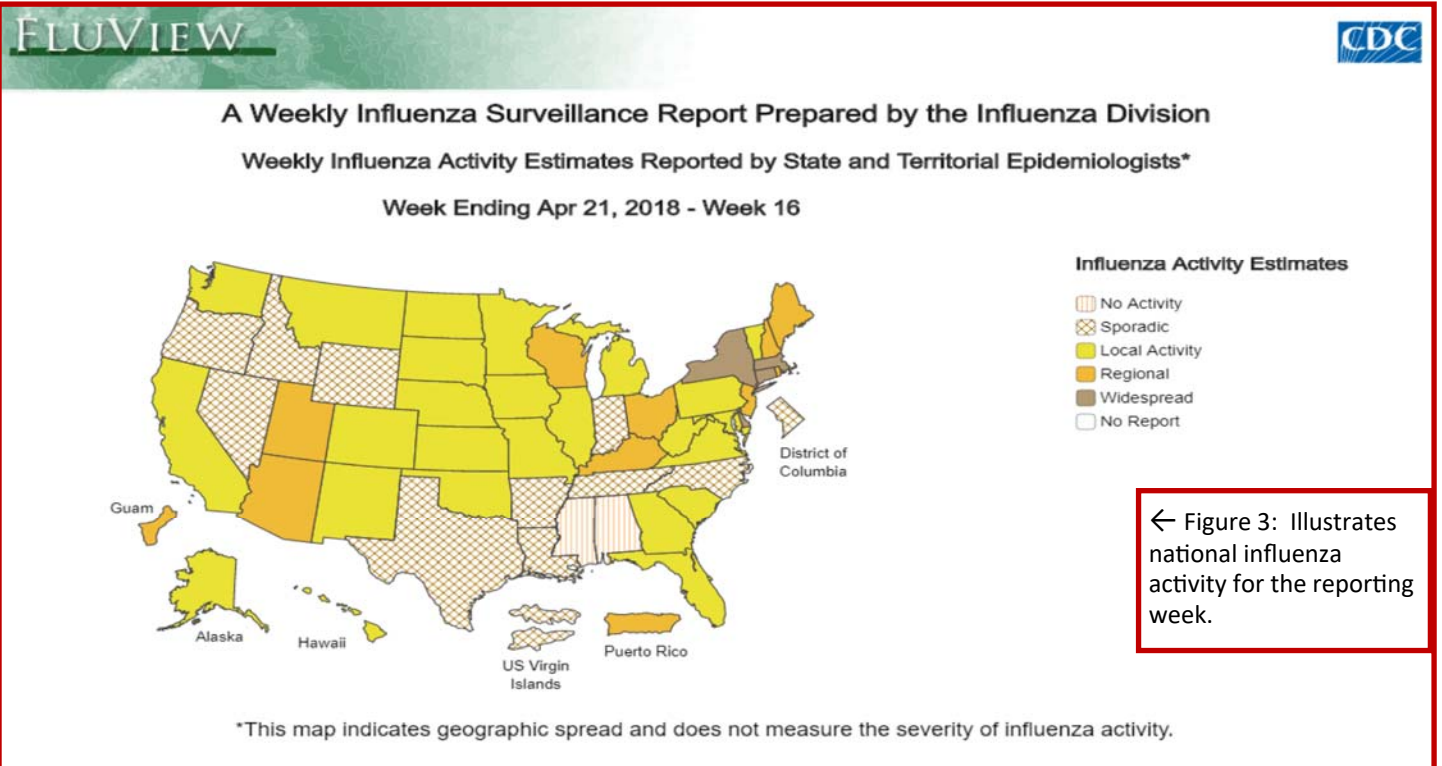 FLUVIEW
CDC
A Weekly Influenza Surveillance Report Prepared by the Influenza Division
Weekly Influenza Activity Estimates Reported by State and Territorial Epidemiologists*
Week Ending Apr 21, 2018 - Week 16
Influenza Activity Estimates
No Activity
Sporadic
Local Activity
Regional
Widespread
No Report
District of
Columbia
Guam
Alaska
Hawaii
US Virgin
Islands
Puerto Rico
← Figure 3: Illustrates
national influenza
activity for the reporting
week.
*This map indicates geographic spread and does not measure the severity of influenza activity.